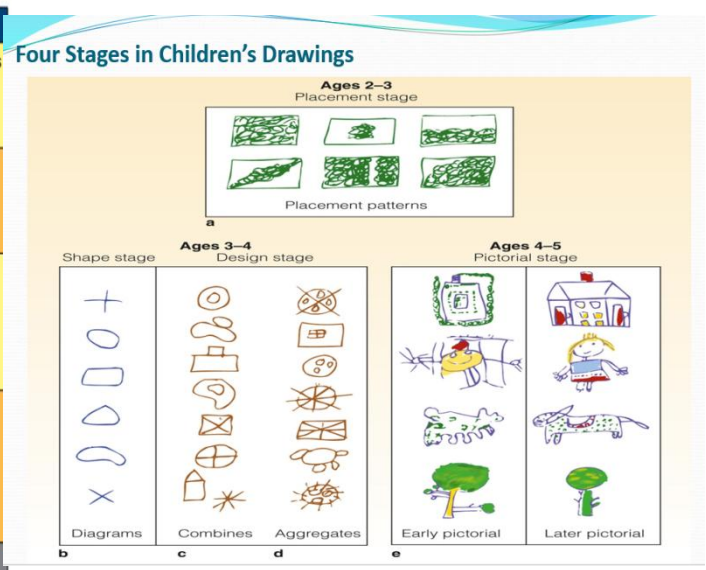 Four Stages in Children's Drawings
Ages 2–3
Placement stage
Placement patterns
a
Ages 3–4
Shape stage
Design stage
Diagrams
Combines
Aggregates
b
c
d
Ages 4–5
Pictorial stage
Early pictorial
Later pictorial
e